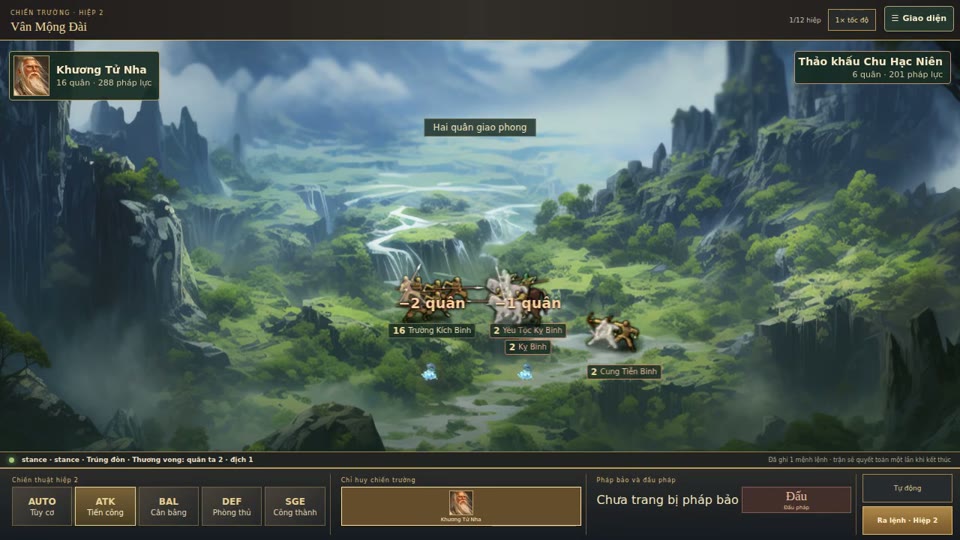 CHIẾN TRƯỜNG · HIỆP 2
Vân Mộng Đài
1/12 hiệp
1× tốc độ
☰ Giao diện
Khương Tử Nha
16 quân · 288 pháp lực
Thảo khấu Chu Hạc Niên
6 quân · 201 pháp lực
Hai quân giao phong
−2 quân
−1 quân
16 Trường Kích Binh
2 Yêu Tộc Kỵ Binh
2 Kỵ Binh
2 Cung Tiễn Binh
stance · stance · Trúng đòn · Thương vong: quân ta 2 · địch 1
Đã ghi 1 mệnh lệnh · trận sẽ quyết toán một lần khi kết thúc
Chiến thuật hiệp 2
AUTO
Tùy cơ
ATK
Tiến công
BAL
Cân bằng
DEF
Phòng thủ
SGE
Công thành
Chỉ huy chiến trường
Khương Tử Nha
Pháp bảo và đấu pháp
Chưa trang bị pháp bảo
Đấu
Đấu pháp
Tự động
Ra lệnh · Hiệp 2